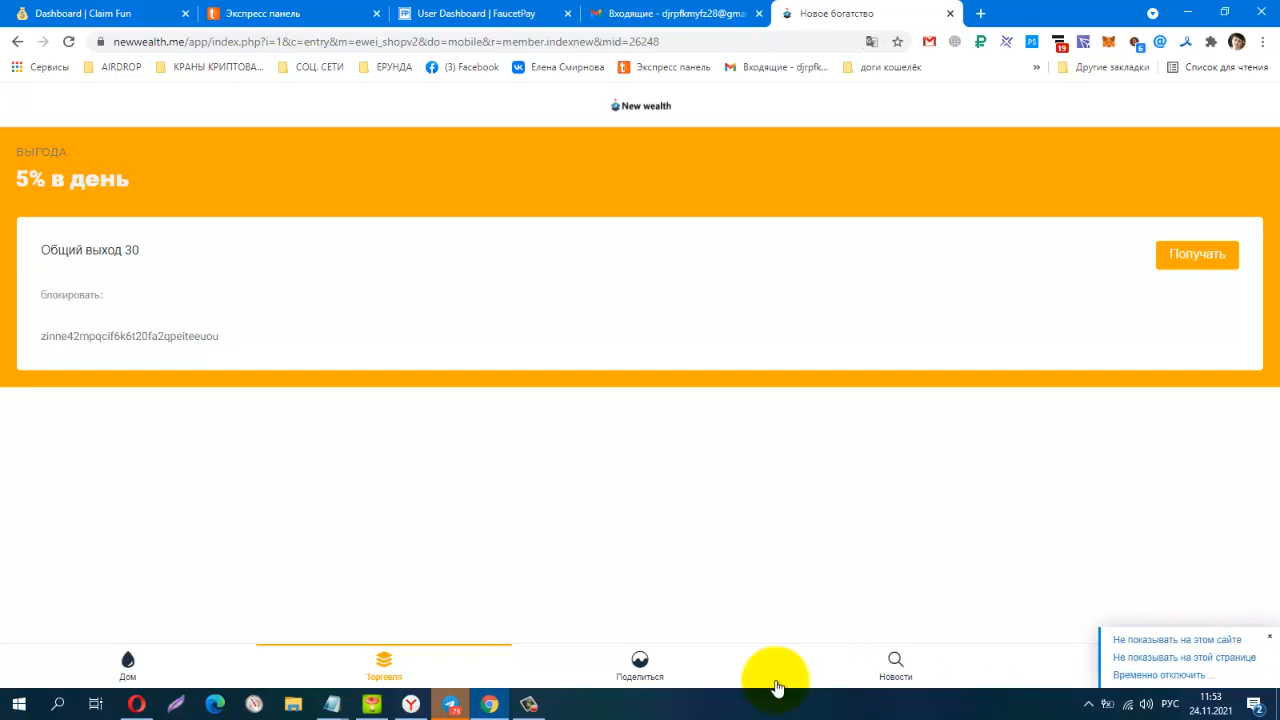 Dashboard | Claim Fun
Экспресс панель
User Dashboard | FaucetPay
Входящие - djrpfkmyfz28@gmai
Новое богатство
newwealth.me/app/index.php?i=1&c=entry&m=ewei_shopv2&do=mobile&r=member.indexnew&mid=26248
19
6
Сервисы
AIRDROP
КРАНЫ КРИПТОВА...
СОЦ. СЕТИ
ЕРУНДА
(3) Facebook
Елена Смирнова
Экспресс панель
Входящие - djrpfk...
доги кошелёк
»
Другие закладки
Список для чтения
New wealth
ВЫГОДА
5% в день
Общий выход 30
Получать
блокировать:
zinne42mpqcif6k6t20fa2qpeiteeuou
Не показывать на этом сайте
Не показывать на этой странице
Временно отключить ...
Дом
Торговля
Поделиться
Новости
РУС
11:53
24.11.2021
2